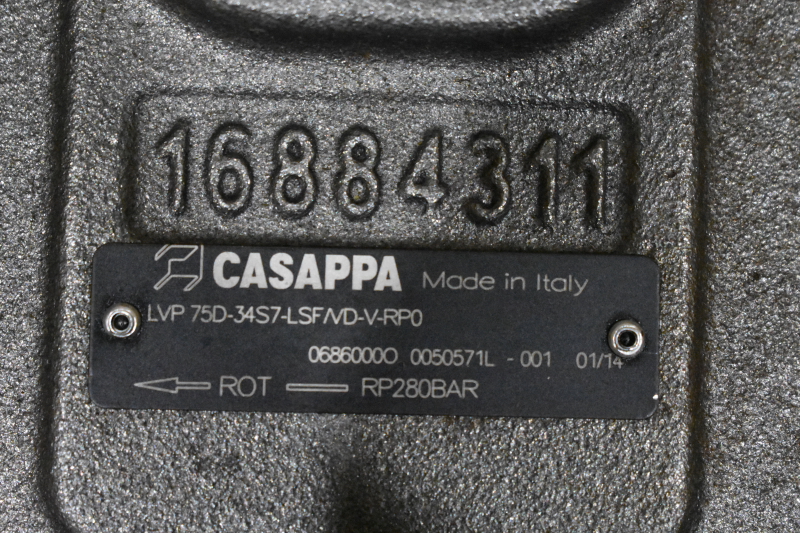 16884311
CASAPPA Made in Italy
LVP 75D-34S7-LSF/VD-V-RP0
06860000 0050571L - 001 01/14
ROT RP280BAR